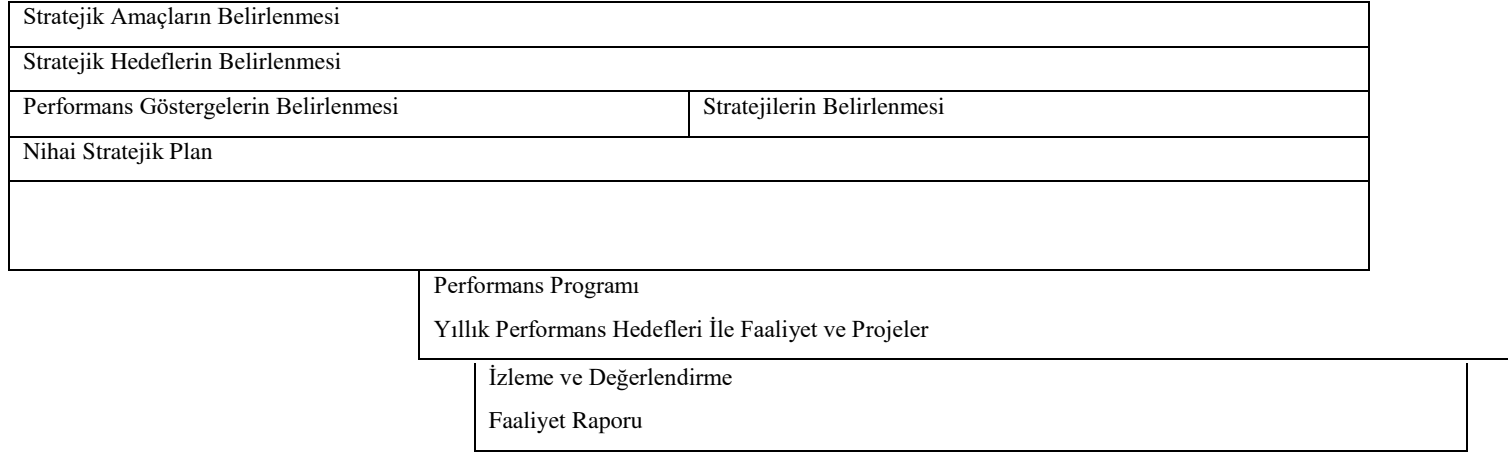 Stratejik Amaçların Belirlenmesi
Stratejik Hedeflerin Belirlenmesi
Performans Göstergelerin Belirlenmesi
Stratejilerin Belirlenmesi
Nihai Stratejik Plan
Performans Programı
Yıllık Performans Hedefleri İle Faaliyet ve Projeler
İzleme ve Değerlendirme
Faaliyet Raporu